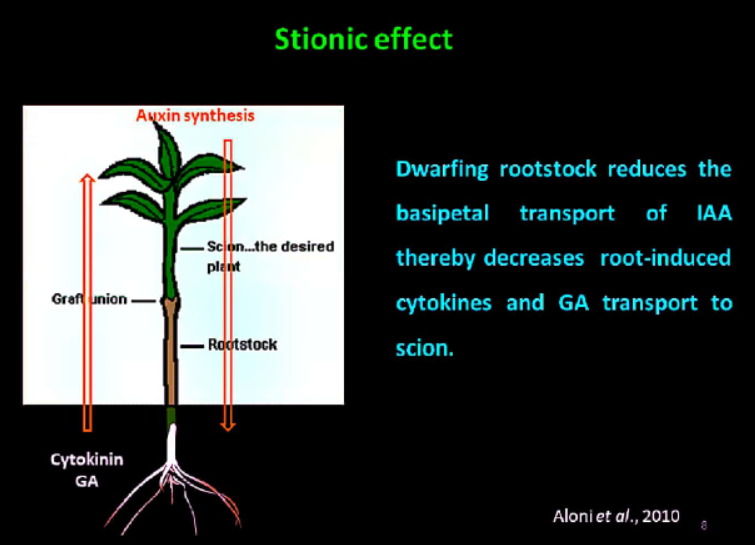 Stionic effect
Auxin synthesis
Scion...the desired
plant
Graft union
Rootstock
Cytokinin
GA
Dwarfing rootstock reduces the
basipetal transport of IAA
thereby decreases root-induced
cytokines and GA transport to
scion.
Aloni et al., 2010
8